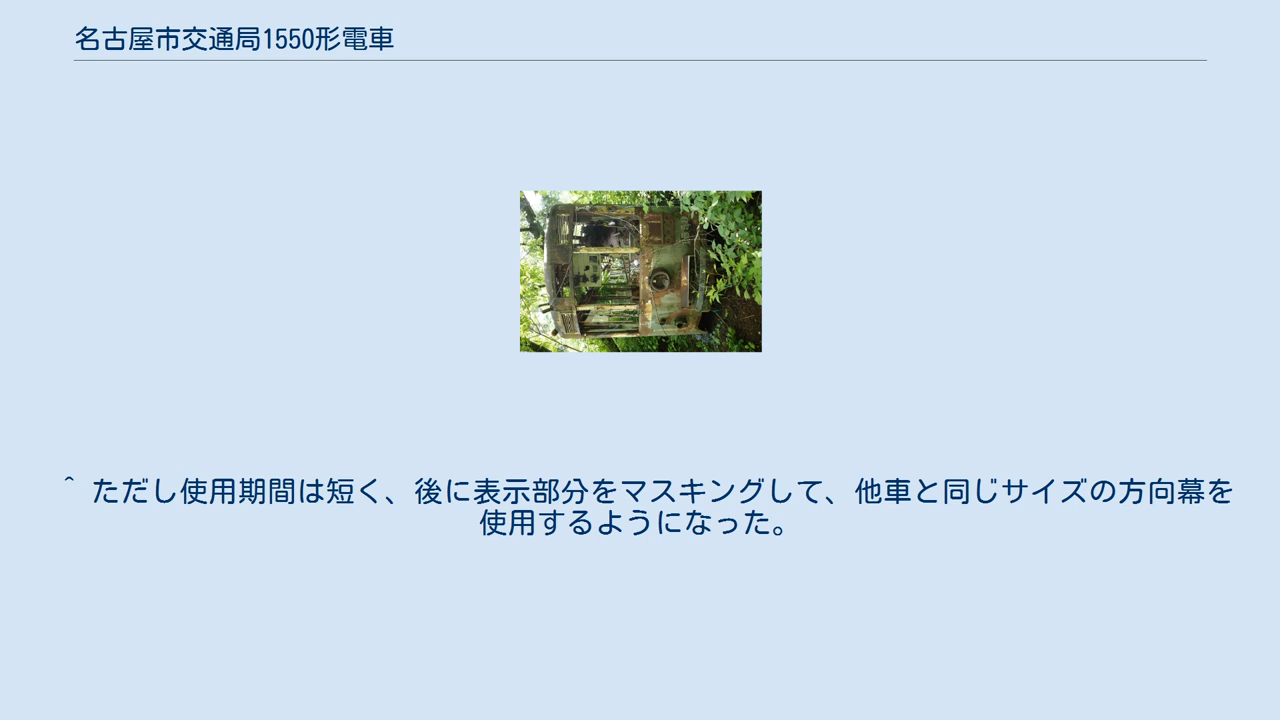 名古屋市交通局1550形電車
^ ただし使用期間は短く、後に表示部分をマスキングして、他車と同じサイズの方向幕を
使用するようになった。